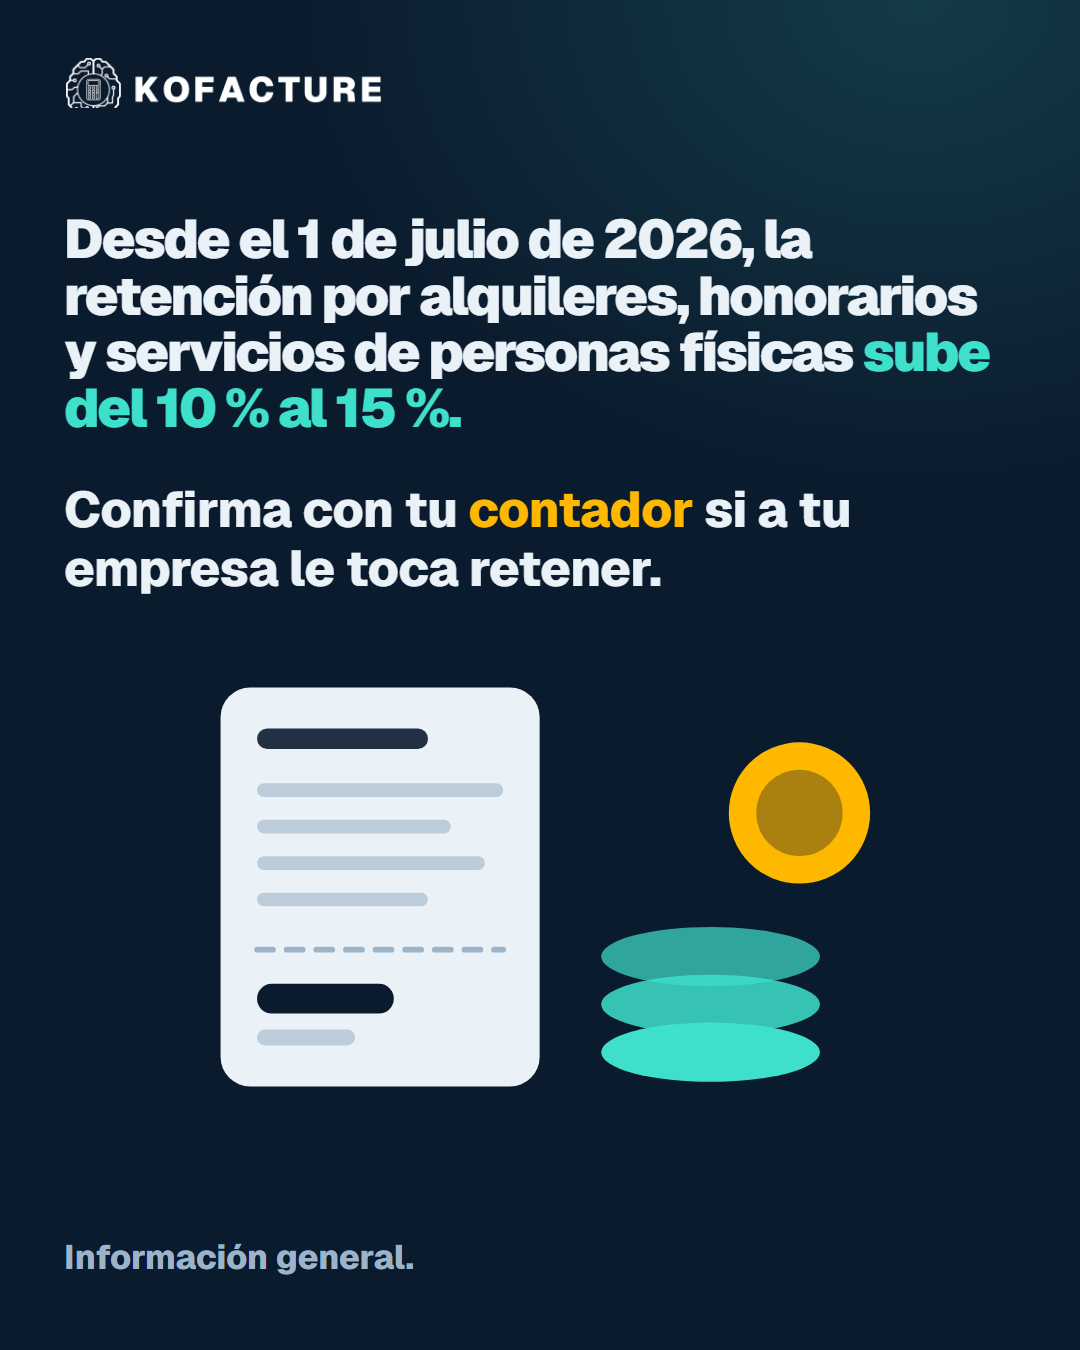 KOFACTURE
Desde el 1 de julio de 2026, la
retención por alquileres, honorarios
y servicios de personas físicas sube
del 10 % al 15 %.
Confirma con tu contador si a tu
empresa le toca retener.
Información general.